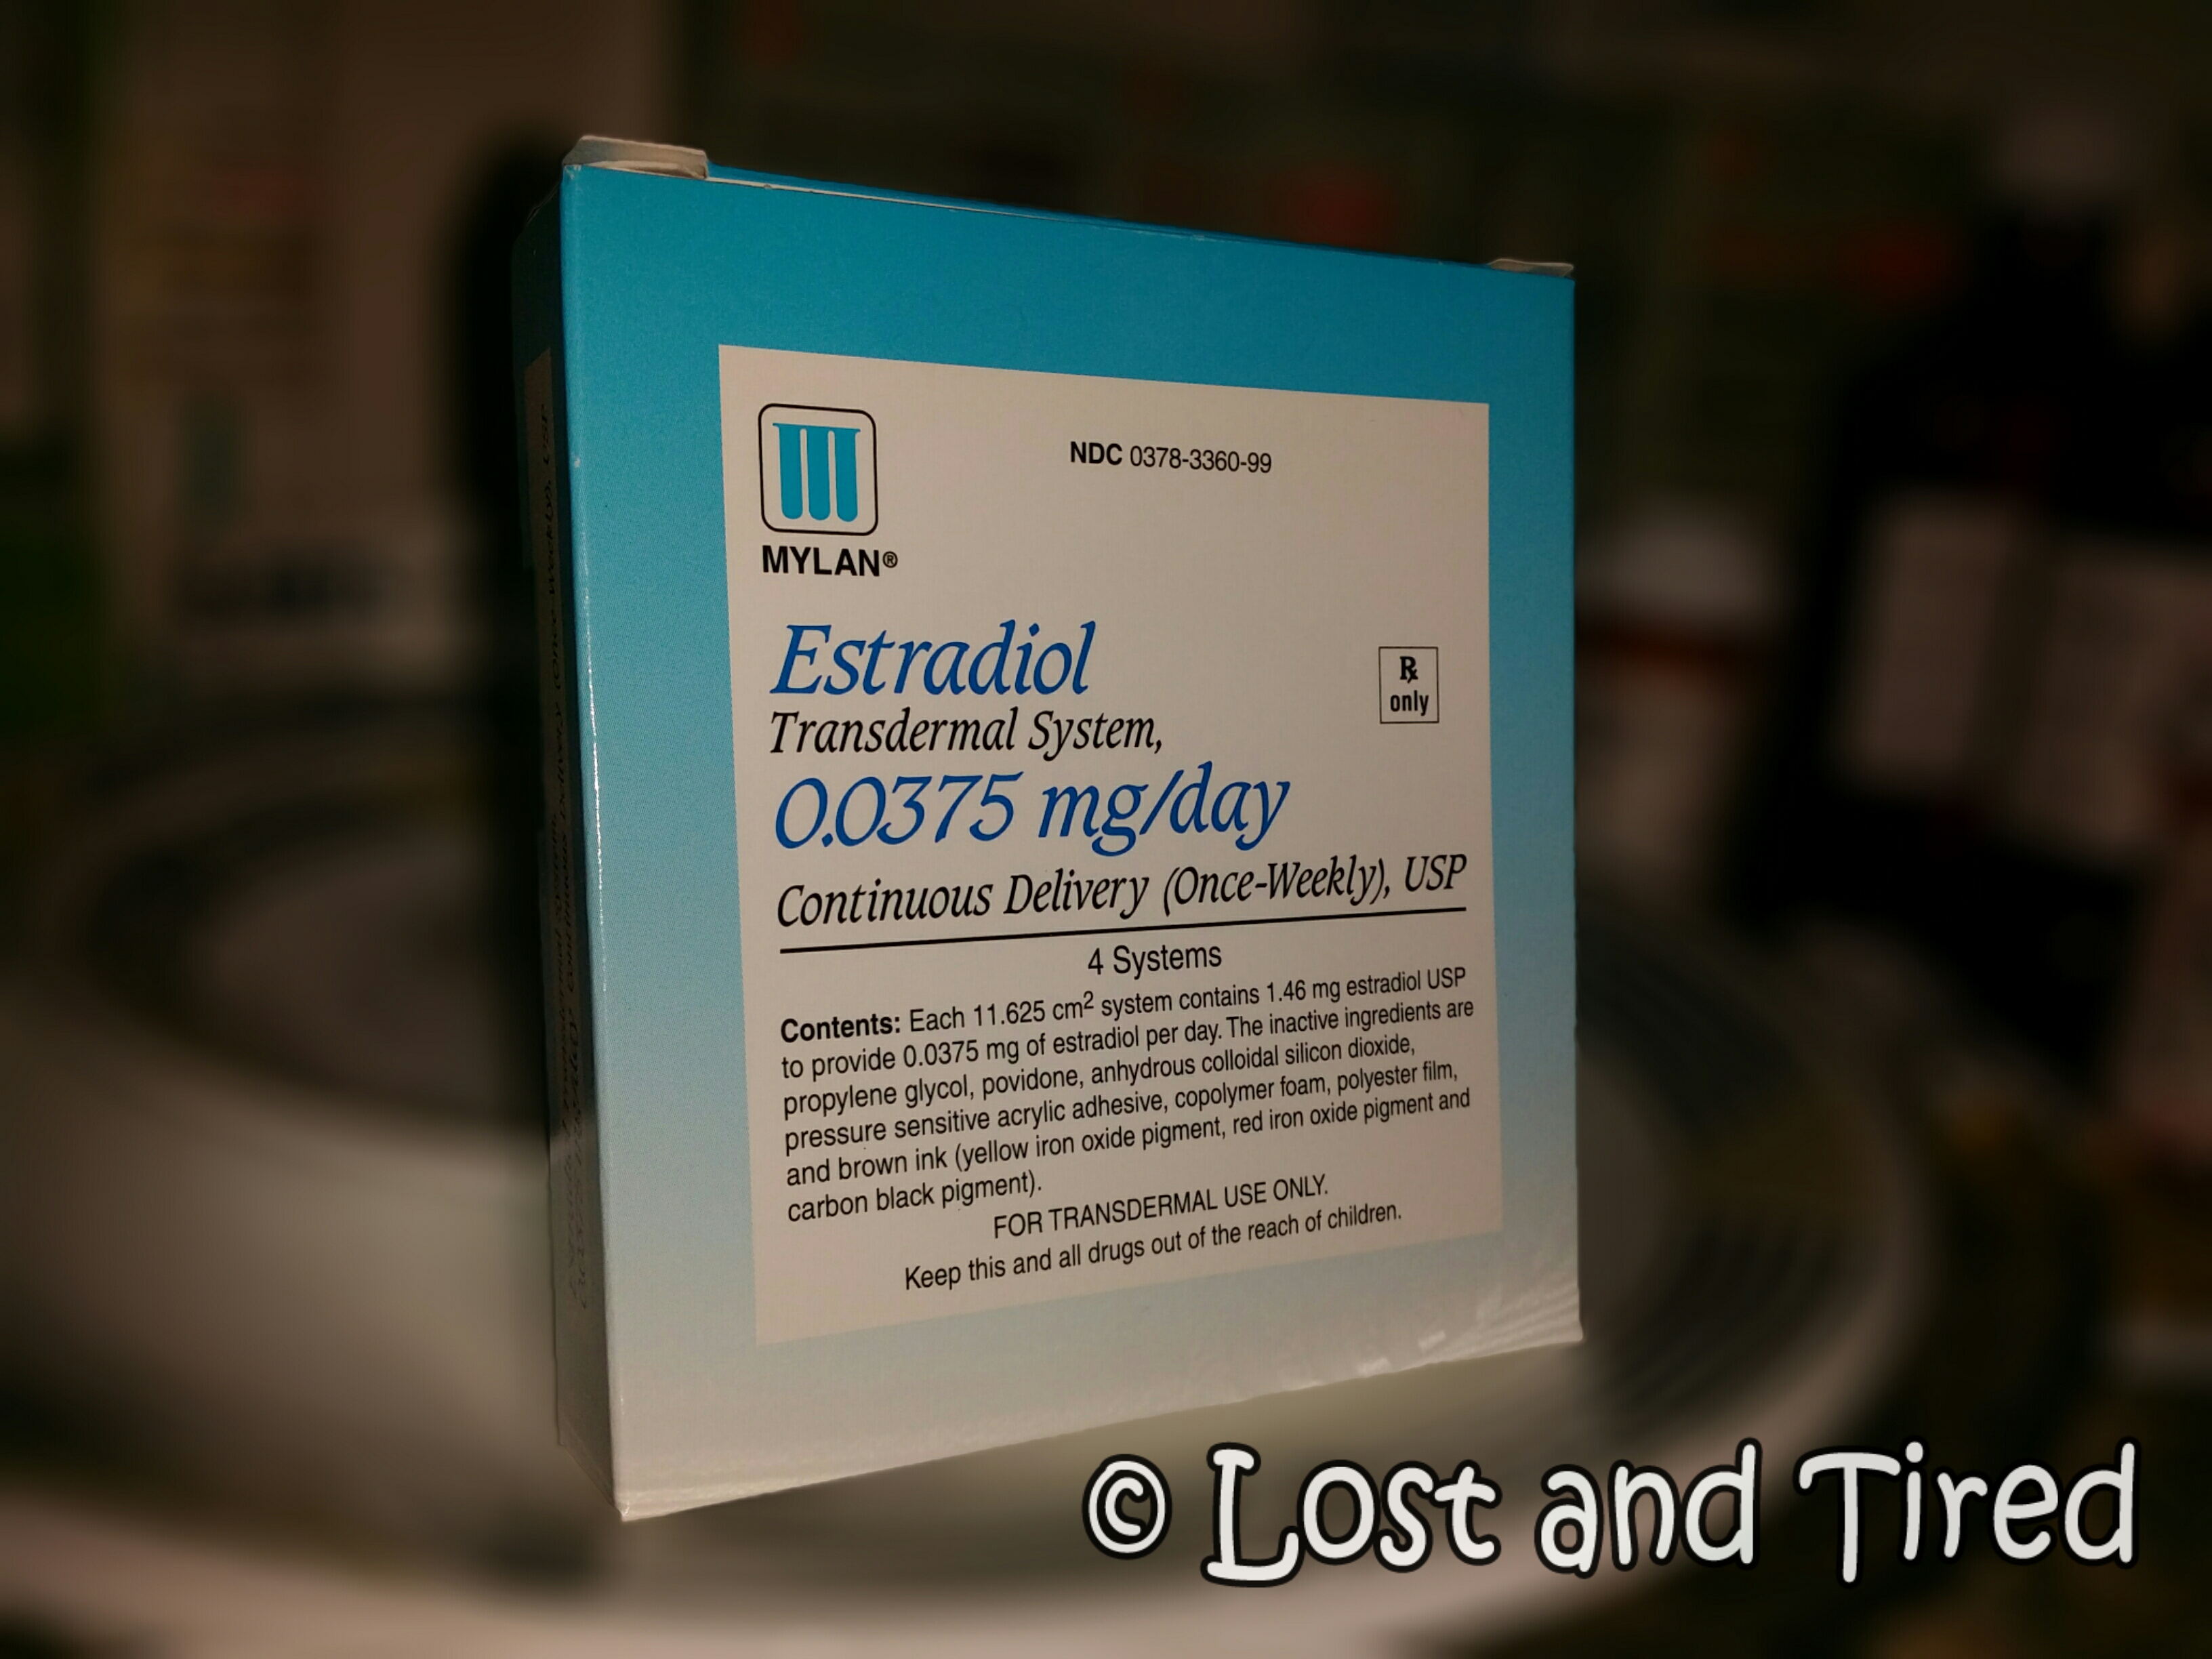 NDC 0378-3360-99
MYLAN®
Estradiol
Rx
only
Transdermal System,
0.0375 mg/day
Continuous Delivery (Once-Weekly), USP
4 Systems
Contents: Each 11.625 cm² system contains 1.46 mg estradiol USP
to provide 0.0375 mg of estradiol per day. The inactive ingredients are
propylene glycol, povidone, anhydrous colloidal silicon dioxide,
pressure sensitive acrylic adhesive, copolymer foam, polyester film,
and brown ink (yellow iron oxide pigment, red iron oxide pigment and
carbon black pigment).
FOR TRANSDERMAL USE ONLY.
Keep this and all drugs out of the reach of children.
© Lost and Tired